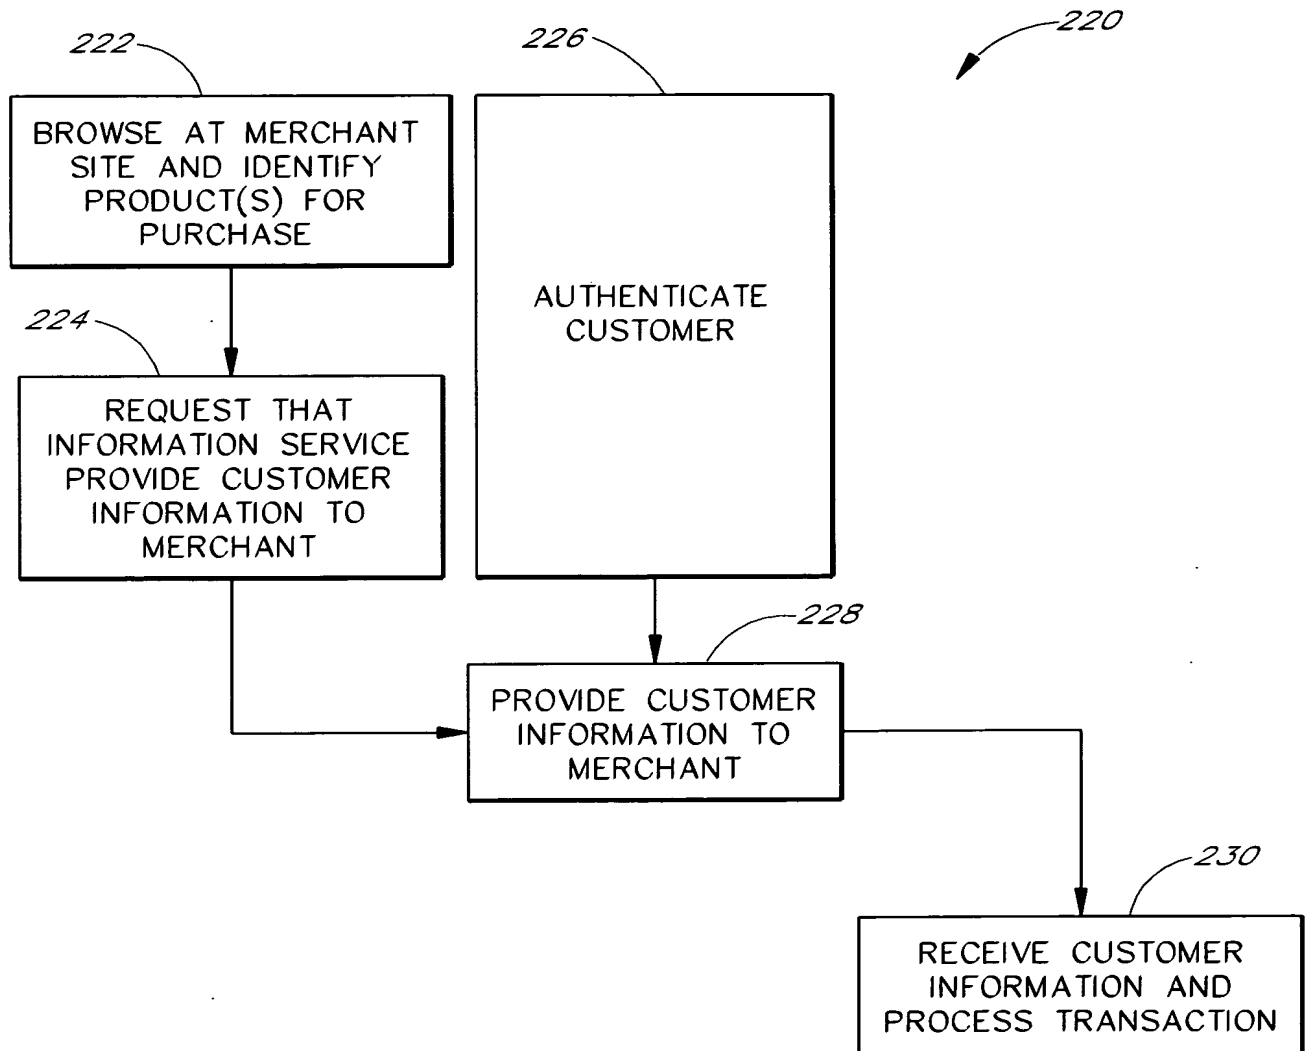 220
222
BROWSE AT MERCHANT
SITE AND IDENTIFY
PRODUCT(S) FOR
PURCHASE
226
AUTHENTICATE
CUSTOMER
224
REQUEST THAT
INFORMATION SERVICE
PROVIDE CUSTOMER
INFORMATION TO
MERCHANT
228
PROVIDE CUSTOMER
INFORMATION TO
MERCHANT
230
RECEIVE CUSTOMER
INFORMATION AND
PROCESS TRANSACTION